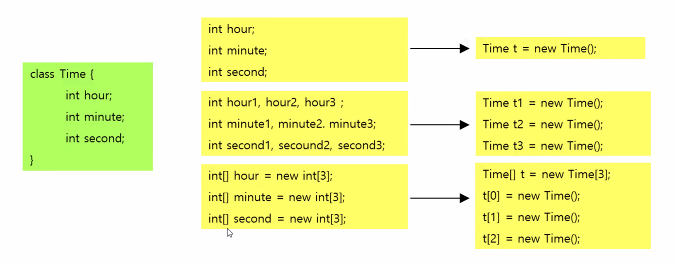 class Time {
int hour;
int minute;
int second;
}
int hour;
int minute;
int second;
Time t = new Time();
int hour1, hour2, hour3 ;
int minute1, minute2. minute3;
int second1, secound2, second3;
Time t1 = new Time();
Time t2 = new Time();
Time t3 = new Time();
int[] hour = new int[3];
int[] minute = new int[3];
int[] second = new int[3];
Time[] t = new Time[3];
t[0] = new Time();
t[1] = new Time();
t[2] = new Time();